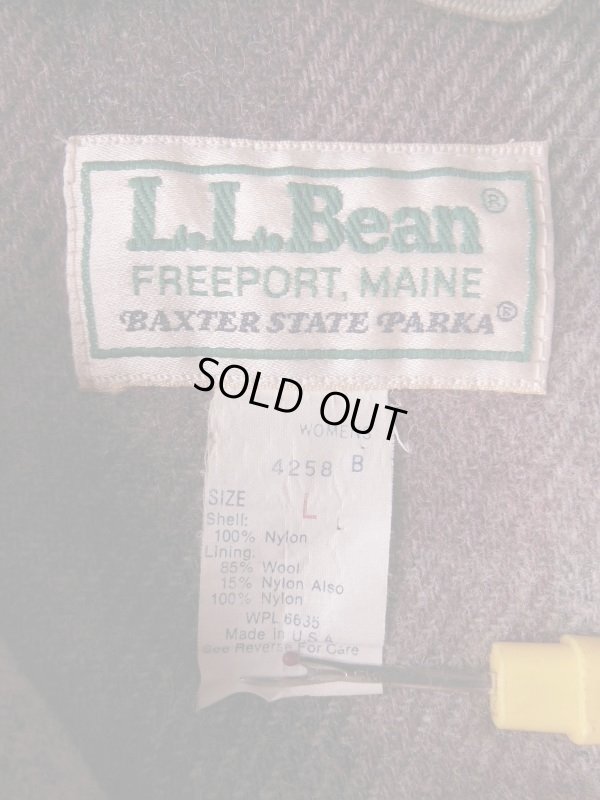 L.L.Bean®
FREEPORT, MAINE
BAXTER STATE PARKA®
SOLD OUT
WOMENS
4258 B
SIZE L
Shell:
100% Nylon
Lining:
85% Wool
15% Nylon Also
100% Nylon
WPL 6635
Made In U.S.A.
See Reverse For Care